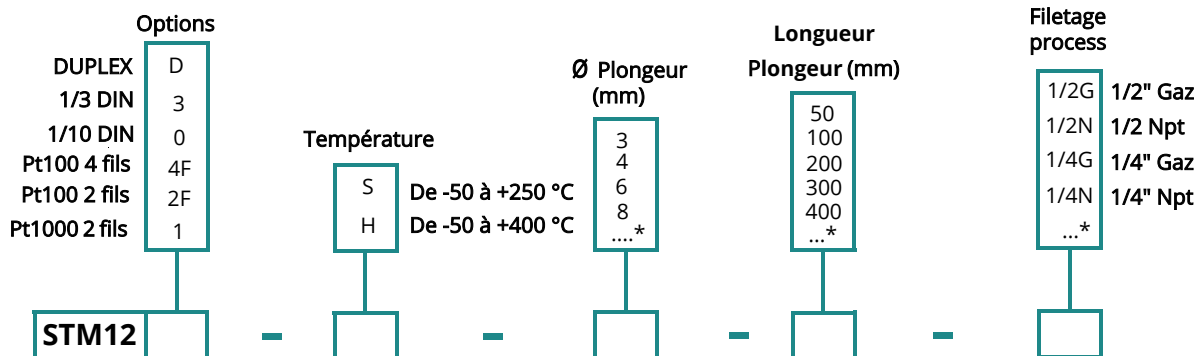 Options
DUPLEX D
1/3 DIN 3
1/10 DIN 0
Pt100 4 fils 4F
Pt100 2 fils 2F
Pt1000 2 fils 1
Température
S De -50 à +250 °C
H De -50 à +400 °C
Ø Plongeur
(mm)
3
4
6
8
....*
Longueur
Plongeur (mm)
50
100
200
300
400
...*
Filetage
process
1/2G 1/2" Gaz
1/2N 1/2 Npt
1/4G 1/4" Gaz
1/4N 1/4" Npt
...*
STM12 - - - -